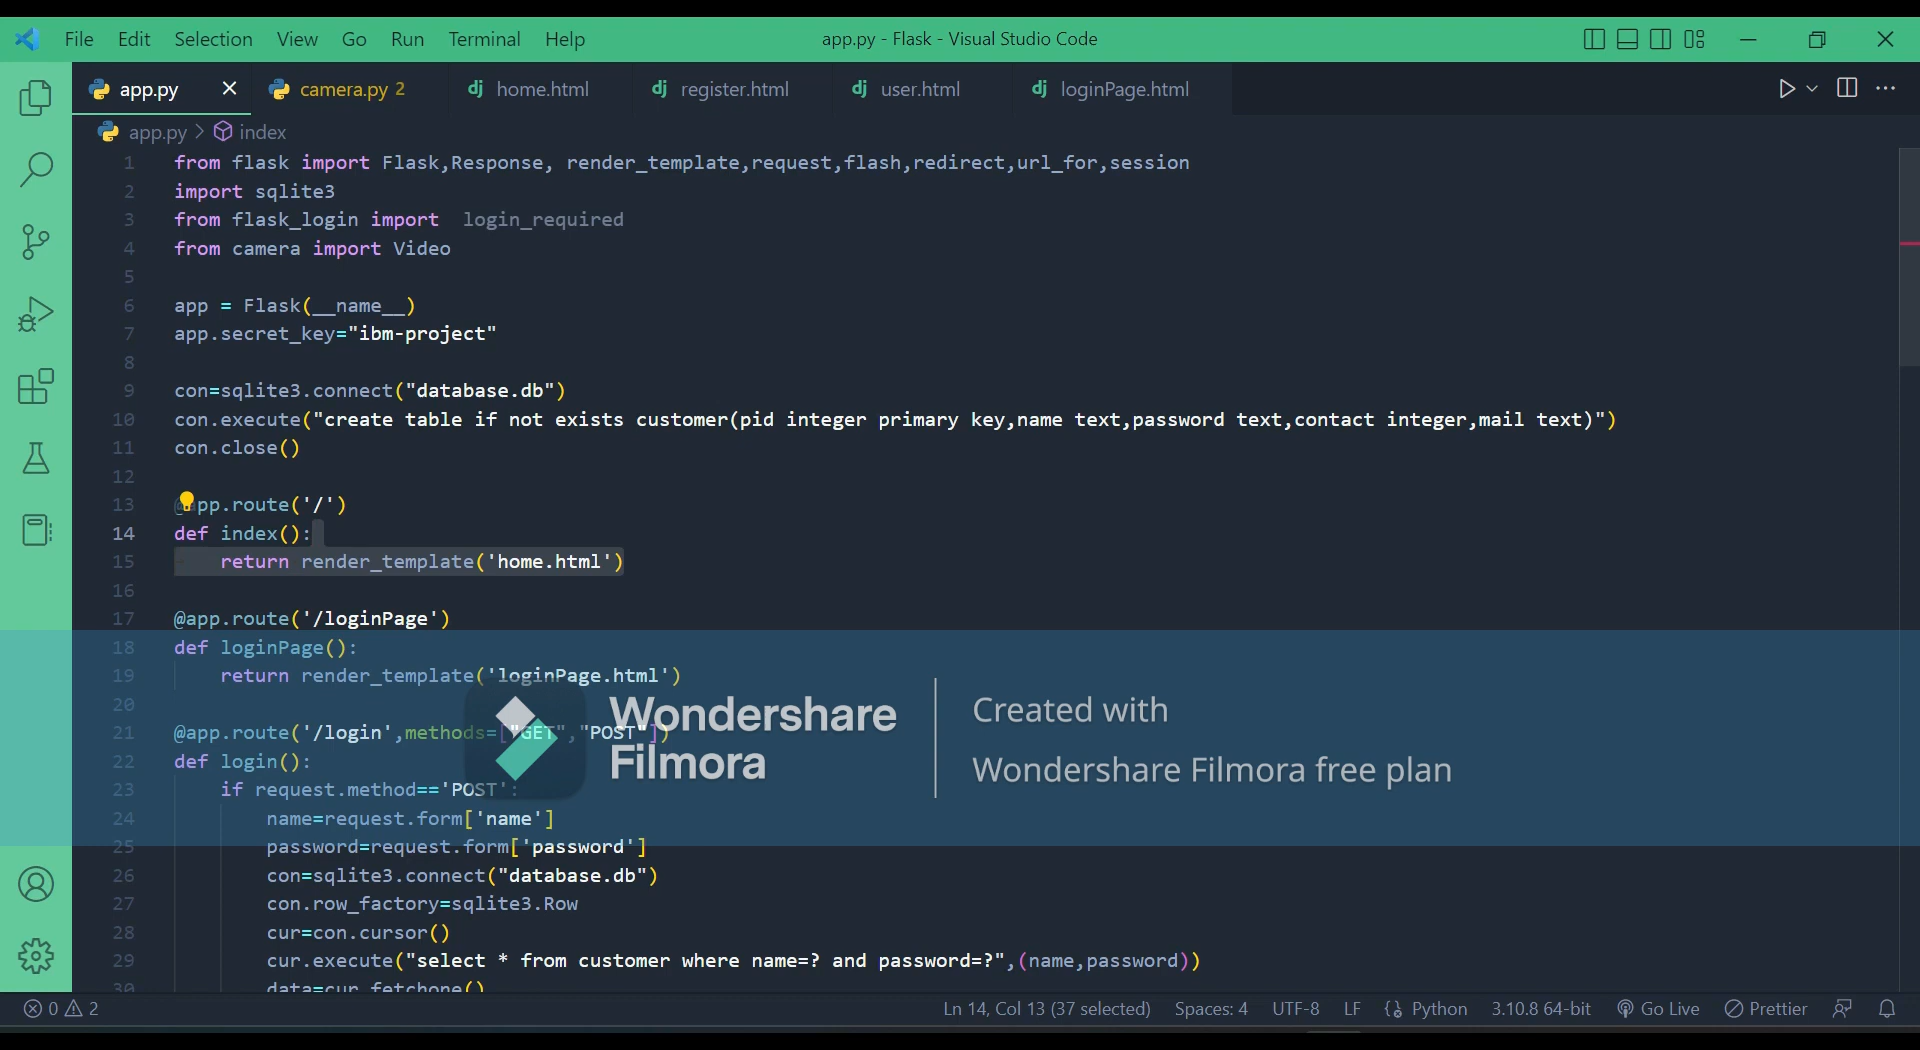 File Edit Selection View Go Run Terminal Help app.py - Flask - Visual Studio Code
app.py camera.py 2 home.html register.html user.html loginPage.html
app.py > index
1 from flask import Flask,Response, render_template,request,flash,redirect,url_for,session
2 import sqlite3
3 from flask_login import  login_required
4 from camera import Video
5
6 app = Flask(__name__)
7 app.secret_key="ibm-project"
8
9 con=sqlite3.connect("database.db")
10 con.execute("create table if not exists customer(pid integer primary key,name text,password text,contact integer,mail text)")
11 con.close()
12
13 @app.route('/')
14 def index():
15     return render_template('home.html')
16
17 @app.route('/loginPage')
18 def loginPage():
19     return render_template('loginPage.html')
20
21 @app.route('/login',methods=["GET","POST"])
22 def login():
23     if request.method=='POST':
24         name=request.form['name']
25         password=request.form['password']
26         con=sqlite3.connect("database.db")
27         con.row_factory=sqlite3.Row
28         cur=con.cursor()
29         cur.execute("select * from customer where name=? and password=?",(name,password))
30         data=cur.fetchone()
Wondershare
Filmora
Created with
Wondershare Filmora free plan
0 2 Ln 14, Col 13 (37 selected) Spaces: 4 UTF-8 LF Python 3.10.8 64-bit Go Live Prettier